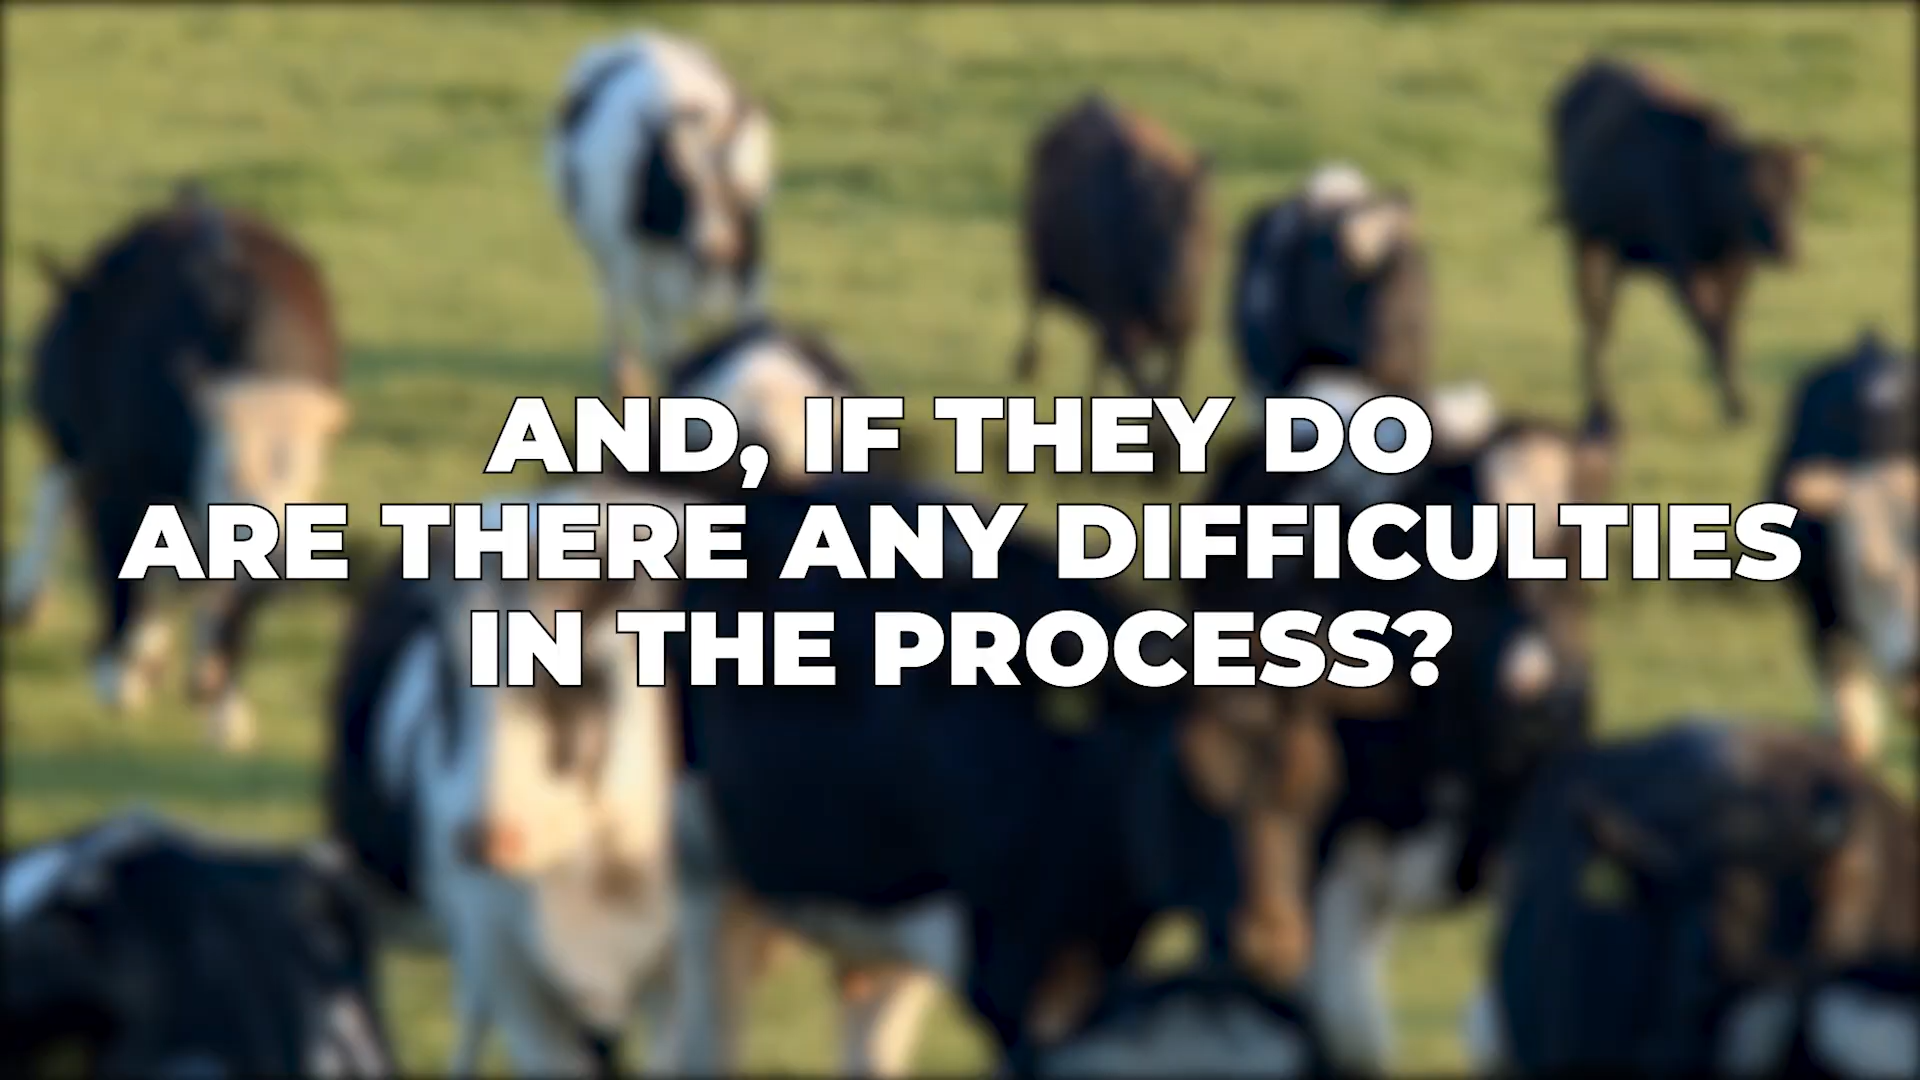 AND, IF THEY DO
ARE THERE ANY DIFFICULTIES
IN THE PROCESS?